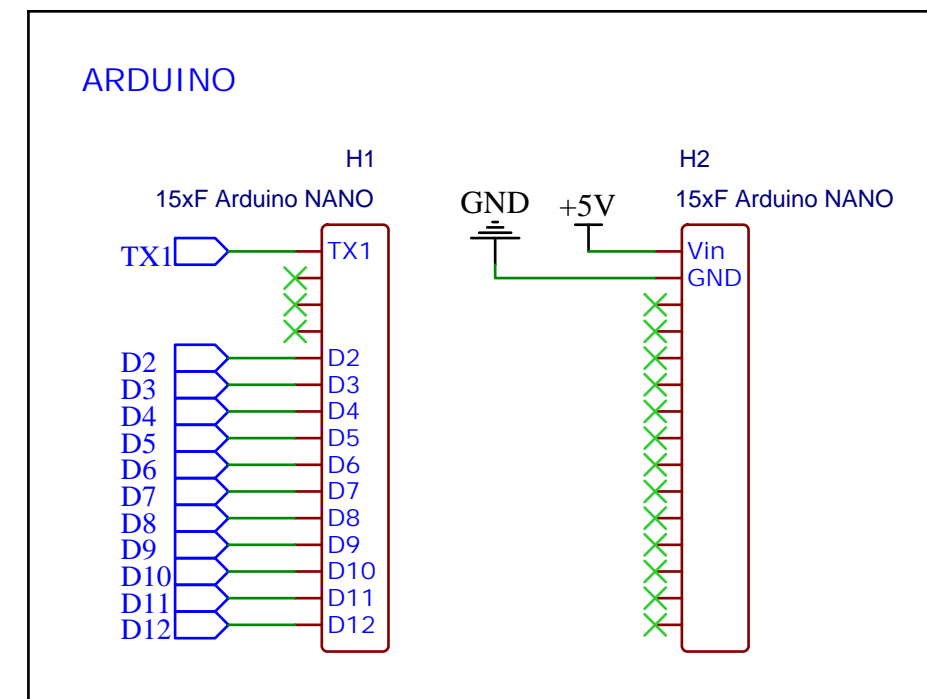 ARDUINO
H1
15xF Arduino NANO
TX1
TX1
D2
D2
D3
D3
D4
D4
D5
D5
D6
D6
D7
D7
D8
D8
D9
D9
D10
D10
D11
D11
D12
D12
H2
15xF Arduino NANO
GND
+5V
Vin
GND